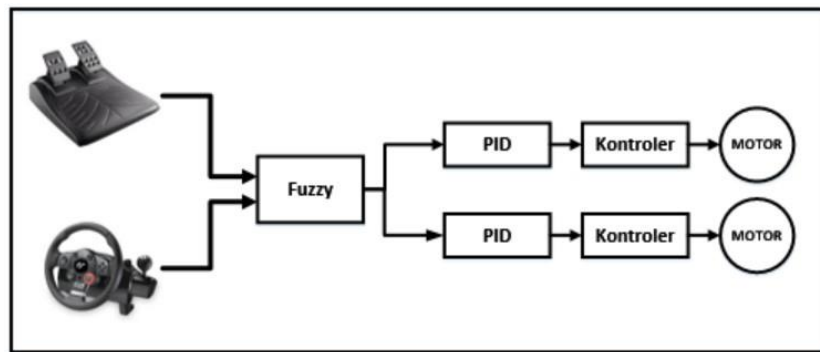 Fuzzy
PID
Kontroler
MOTOR
PID
Kontroler
MOTOR